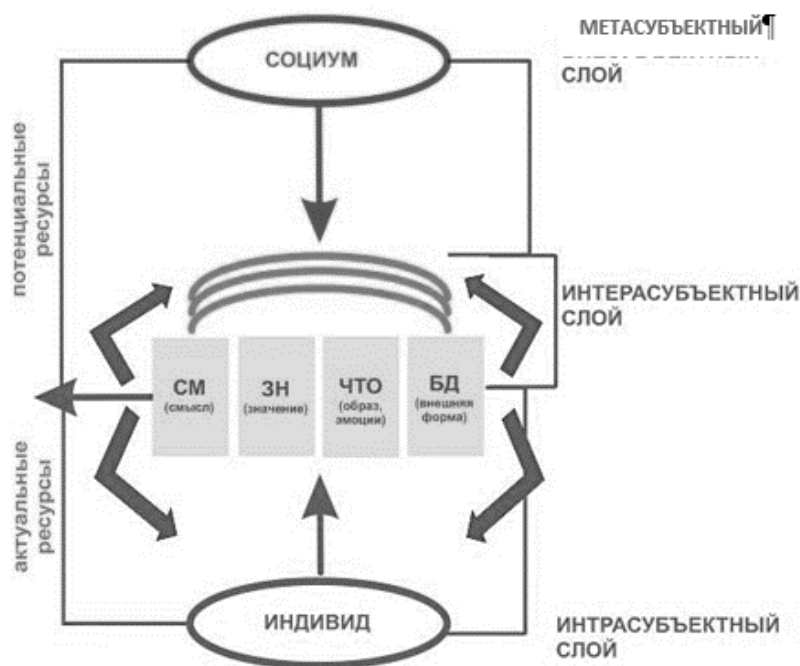 МЕТАСУБЪЕКТНЫЙ¶
СЛОЙ
СОЦИУМ
потенциальные
ресурсы
ИНТЕРАСУБЪЕКТНЫЙ
СЛОЙ
СМ
(смысл)
ЗН
(значение)
ЧТО
(образ,
эмоции)
БД
(внешняя
форма)
актуальные
ресурсы
ИНДИВИД
ИНТРАСУБЪЕКТНЫЙ
СЛОЙ